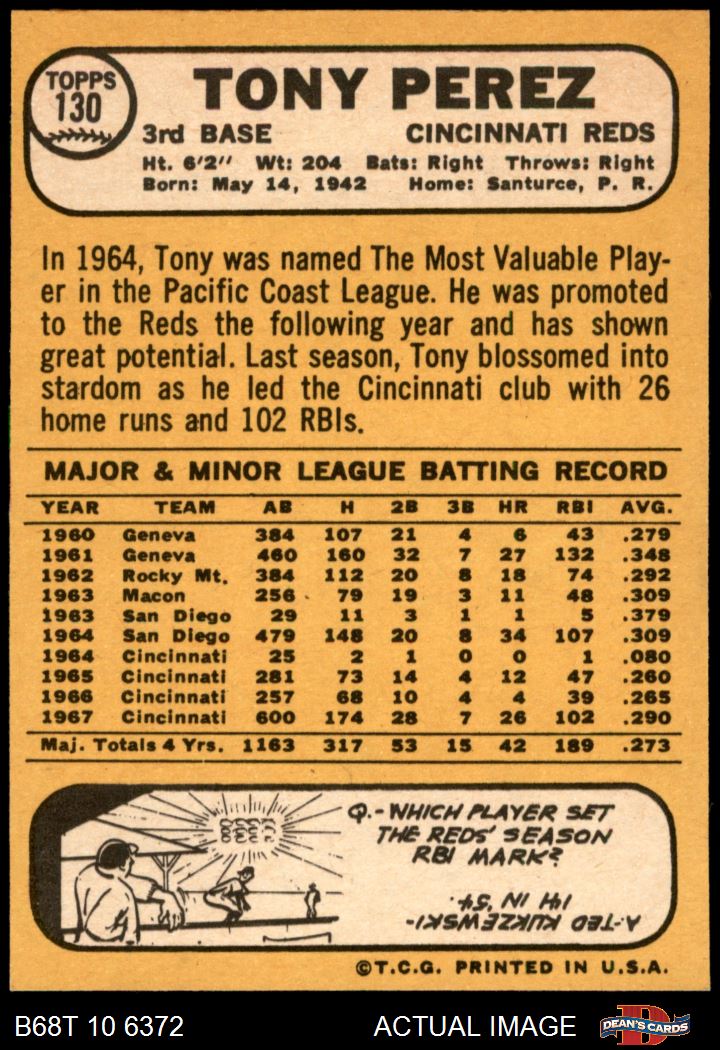 TOPPS
130
TONY PEREZ
3rd BASE CINCINNATI REDS
Ht. 6'2" Wt: 204 Bats: Right Throws: Right
Born: May 14, 1942 Home: Santurce, P. R.
In 1964, Tony was named The Most Valuable Play-
er in the Pacific Coast League. He was promoted
to the Reds the following year and has shown
great potential. Last season, Tony blossomed into
stardom as he led the Cincinnati club with 26
home runs and 102 RBIs.
MAJOR & MINOR LEAGUE BATTING RECORD
YEAR TEAM AB H 2B 3B HR RBI AVG.
1960 Geneva 384 107 21 4 6 43 .279
1961 Geneva 460 160 32 7 27 132 .348
1962 Rocky Mt. 384 112 20 8 18 74 .292
1963 Macon 256 79 19 3 11 48 .309
1963 San Diego 29 11 3 1 1 5 .379
1964 San Diego 479 148 20 8 34 107 .309
1964 Cincinnati 25 2 1 0 0 1 .080
1965 Cincinnati 281 73 14 4 12 47 .260
1966 Cincinnati 257 68 10 4 4 39 .265
1967 Cincinnati 600 174 28 7 26 102 .290
Maj. Totals 4 Yrs. 1163 317 53 15 42 189 .273
Q.- WHICH PLAYER SET
THE REDS' SEASON
RBI MARK?
A-TED KLUZEWSKI-
141 IN '54.
©T.C.G. PRINTED IN U.S.A.
B68T 10 6372 ACTUAL IMAGE DEAN'S CARDS